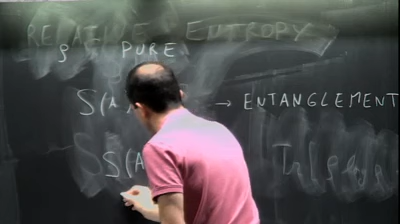 RELATIVE ENTROPY
ρ PURE
S(A → ENTANGLEMENT
S(A